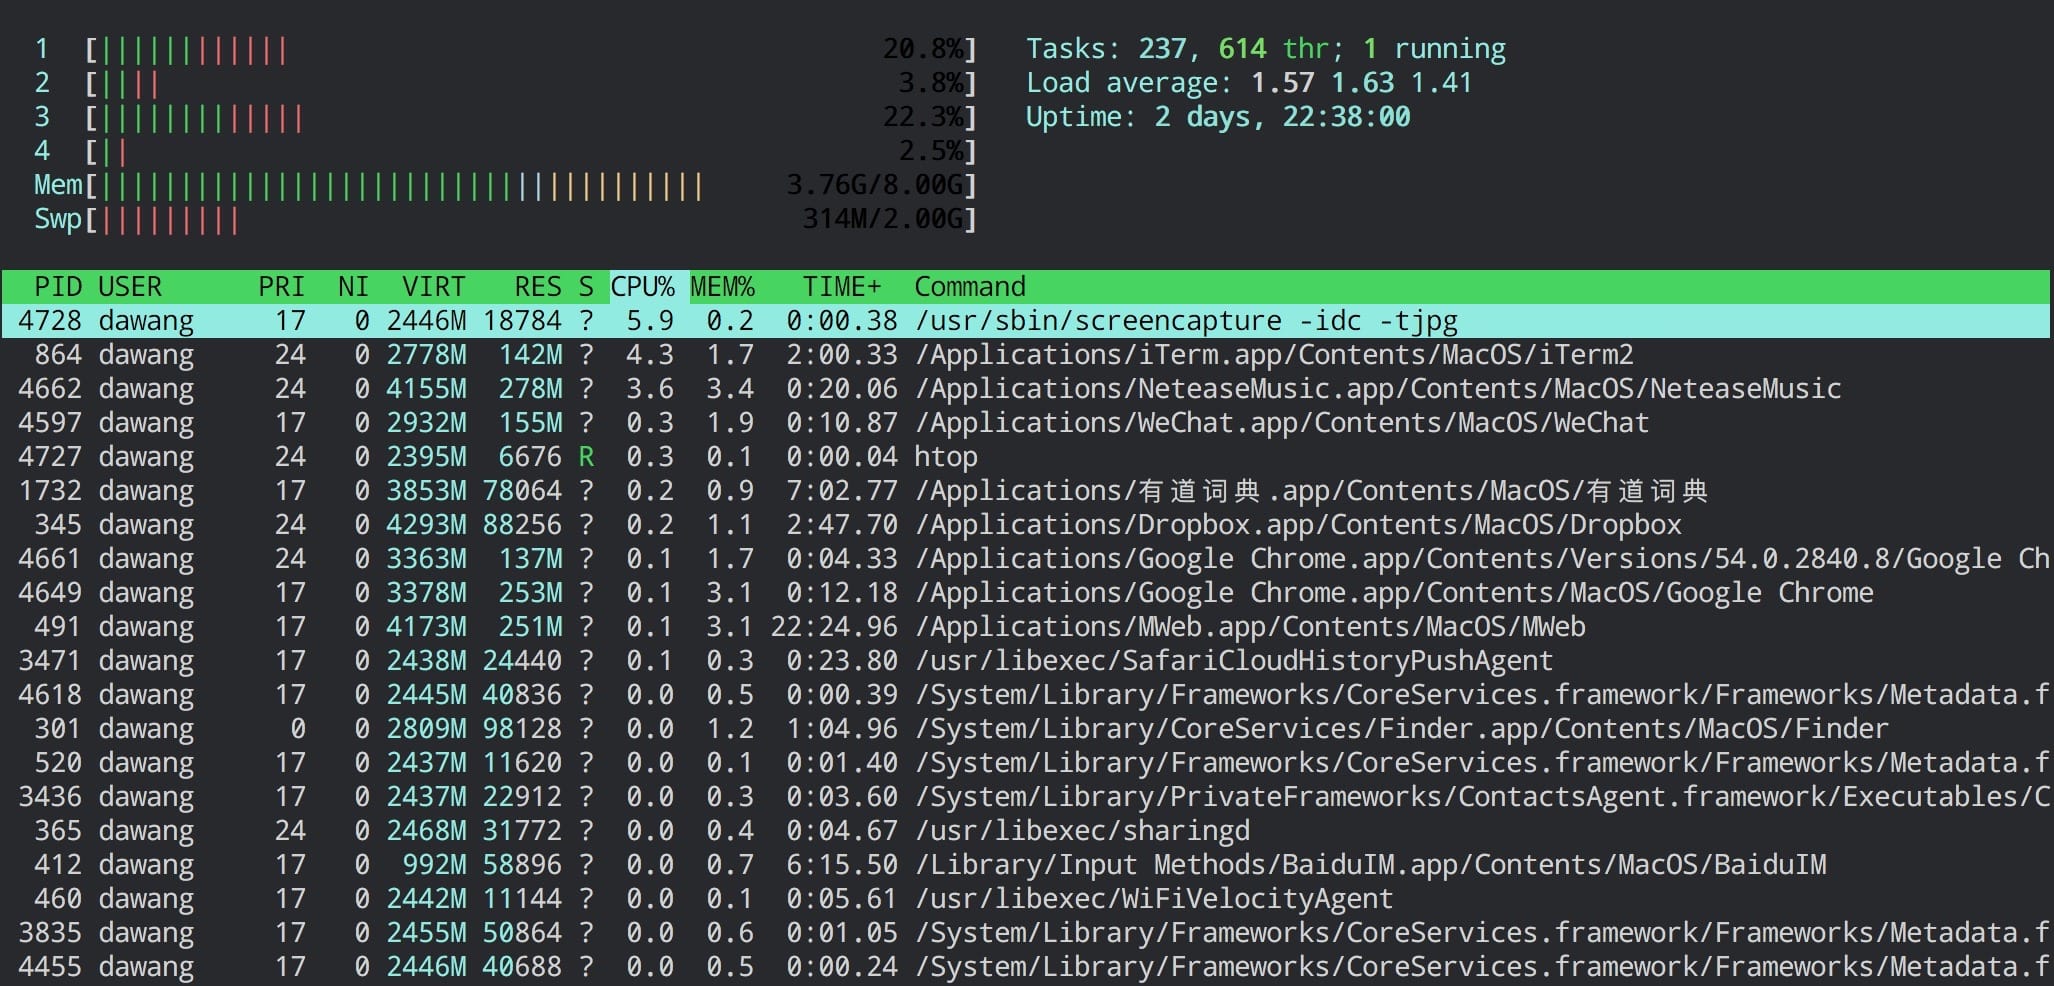 1 [|||||||||||| 20.8%] Tasks: 237, 614 thr; 1 running
2 [|||| 3.8%] Load average: 1.57 1.63 1.41
3 [||||||||||||| 22.3%] Uptime: 2 days, 22:38:00
4 [|| 2.5%]
Mem[|||||||||||||||||||||||||||||||||||||| 3.76G/8.00G]
Swp[||||||||| 314M/2.00G]
PID USER PRI NI VIRT RES S CPU% MEM% TIME+ Command
4728 dawang 17 0 2446M 18784 ? 5.9 0.2 0:00.38 /usr/sbin/screencapture -idc -tjpg
864 dawang 24 0 2778M 142M ? 4.3 1.7 2:00.33 /Applications/iTerm.app/Contents/MacOS/iTerm2
4662 dawang 24 0 4155M 278M ? 3.6 3.4 0:20.06 /Applications/NeteaseMusic.app/Contents/MacOS/NeteaseMusic
4597 dawang 17 0 2932M 155M ? 0.3 1.9 0:10.87 /Applications/WeChat.app/Contents/MacOS/WeChat
4727 dawang 24 0 2395M 6676 R 0.3 0.1 0:00.04 htop
1732 dawang 17 0 3853M 78064 ? 0.2 0.9 7:02.77 /Applications/有道词典.app/Contents/MacOS/有道词典
345 dawang 24 0 4293M 88256 ? 0.2 1.1 2:47.70 /Applications/Dropbox.app/Contents/MacOS/Dropbox
4661 dawang 24 0 3363M 137M ? 0.1 1.7 0:04.33 /Applications/Google Chrome.app/Contents/Versions/54.0.2840.8/Google Ch
4649 dawang 17 0 3378M 253M ? 0.1 3.1 0:12.18 /Applications/Google Chrome.app/Contents/MacOS/Google Chrome
491 dawang 17 0 4173M 251M ? 0.1 3.1 22:24.96 /Applications/MWeb.app/Contents/MacOS/MWeb
3471 dawang 17 0 2438M 24440 ? 0.1 0.3 0:23.80 /usr/libexec/SafariCloudHistoryPushAgent
4618 dawang 17 0 2445M 40836 ? 0.0 0.5 0:00.39 /System/Library/Frameworks/CoreServices.framework/Frameworks/Metadata.f
301 dawang 0 0 2809M 98128 ? 0.0 1.2 1:04.96 /System/Library/CoreServices/Finder.app/Contents/MacOS/Finder
520 dawang 17 0 2437M 11620 ? 0.0 0.1 0:01.40 /System/Library/Frameworks/CoreServices.framework/Frameworks/Metadata.f
3436 dawang 17 0 2437M 22912 ? 0.0 0.3 0:03.60 /System/Library/PrivateFrameworks/ContactsAgent.framework/Executables/C
365 dawang 24 0 2468M 31772 ? 0.0 0.4 0:04.67 /usr/libexec/sharingd
412 dawang 17 0 992M 58896 ? 0.0 0.7 6:15.50 /Library/Input Methods/BaiduIM.app/Contents/MacOS/BaiduIM
460 dawang 17 0 2442M 11144 ? 0.0 0.1 0:05.61 /usr/libexec/WiFiVelocityAgent
3835 dawang 17 0 2455M 50864 ? 0.0 0.6 0:01.05 /System/Library/Frameworks/CoreServices.framework/Frameworks/Metadata.f
4455 dawang 17 0 2446M 40688 ? 0.0 0.5 0:00.24 /System/Library/Frameworks/CoreServices.framework/Frameworks/Metadata.f